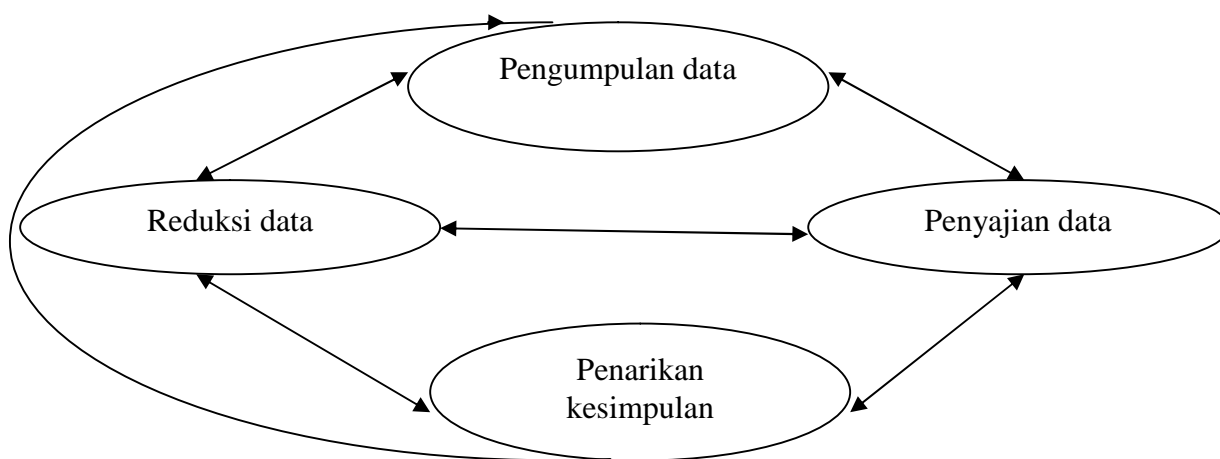 Pengumpulan data
Reduksi data
Penyajian data
Penarikan
kesimpulan